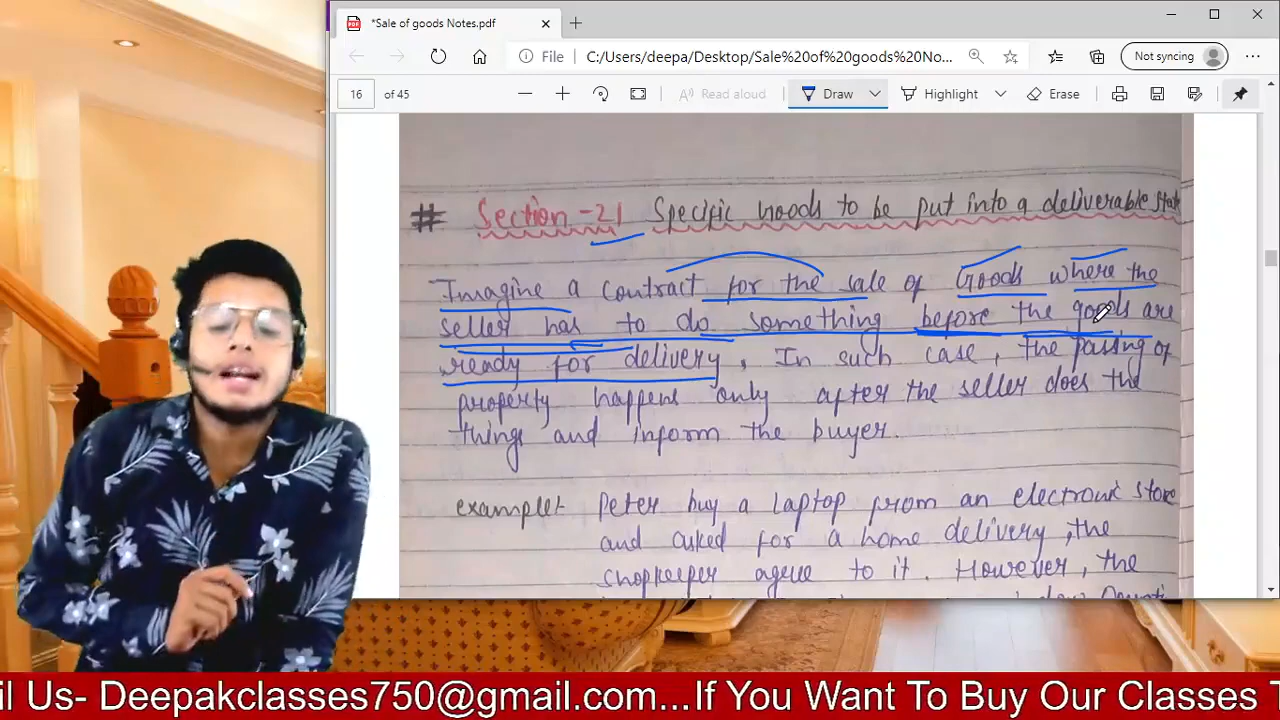 *Sale of goods Notes.pdf
File C:/Users/deepa/Desktop/Sale%20of%20goods%20No... Not syncing
16 of 45 Read aloud Draw Highlight Erase
# Section-21 Specific Goods to be put into a deliverable state
Imagine a contract for the sale of Goods where the
seller has to do something before the goods are
ready for delivery. In such case, the passing of
property happens only after the seller does the
things and inform the buyer.
example:- Peter buy a laptop from an electronic store
and asked for a home delivery, the
shopkeeper agree to it. However, the
il Us- Deepakclasses750@gmail.com...If You Want To Buy Our Classes T